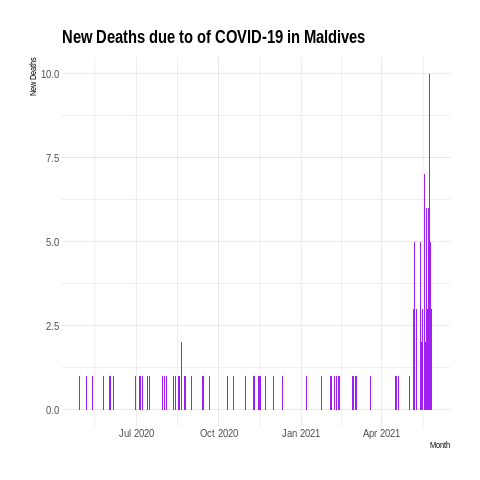 New Deaths due to of COVID-19 in Maldives
New Deaths
10.0
7.5
5.0
2.5
0.0
Jul 2020 Oct 2020 Jan 2021 Apr 2021
Month